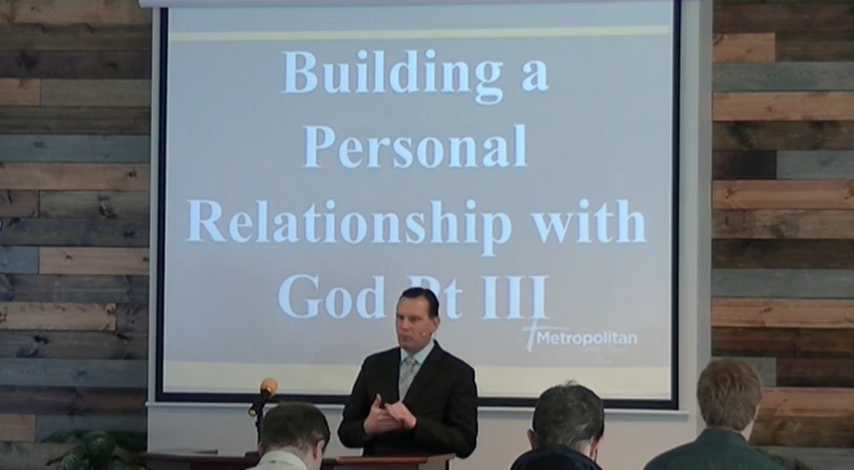 Building a
Personal
Relationship with
God Pt III
Metropolitan